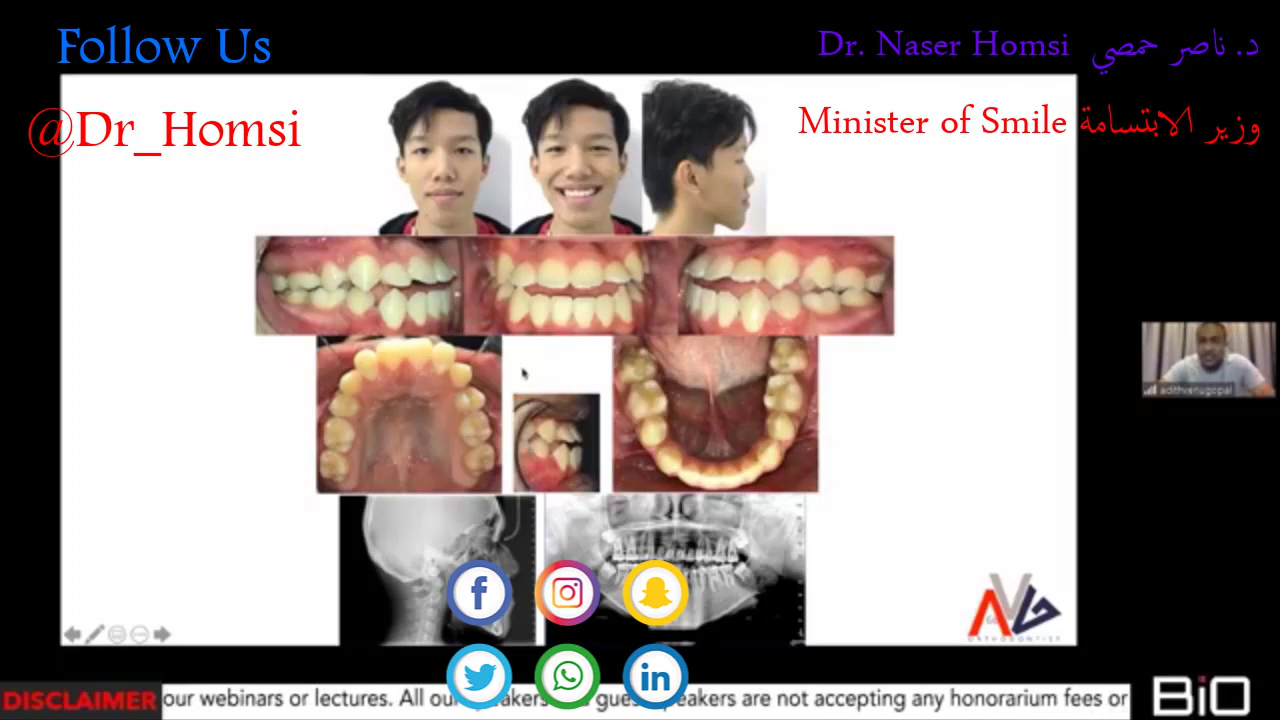 Follow Us
Dr. Naser Homsi د. ناصر حمصي
@Dr_Homsi
Minister of Smile وزير الابتسامة
adithvenugopal
AVG
ORTHODONTIST
DISCLAIMER our webinars or lectures. All our speakers guest speakers are not accepting any honorarium fees or
BiO